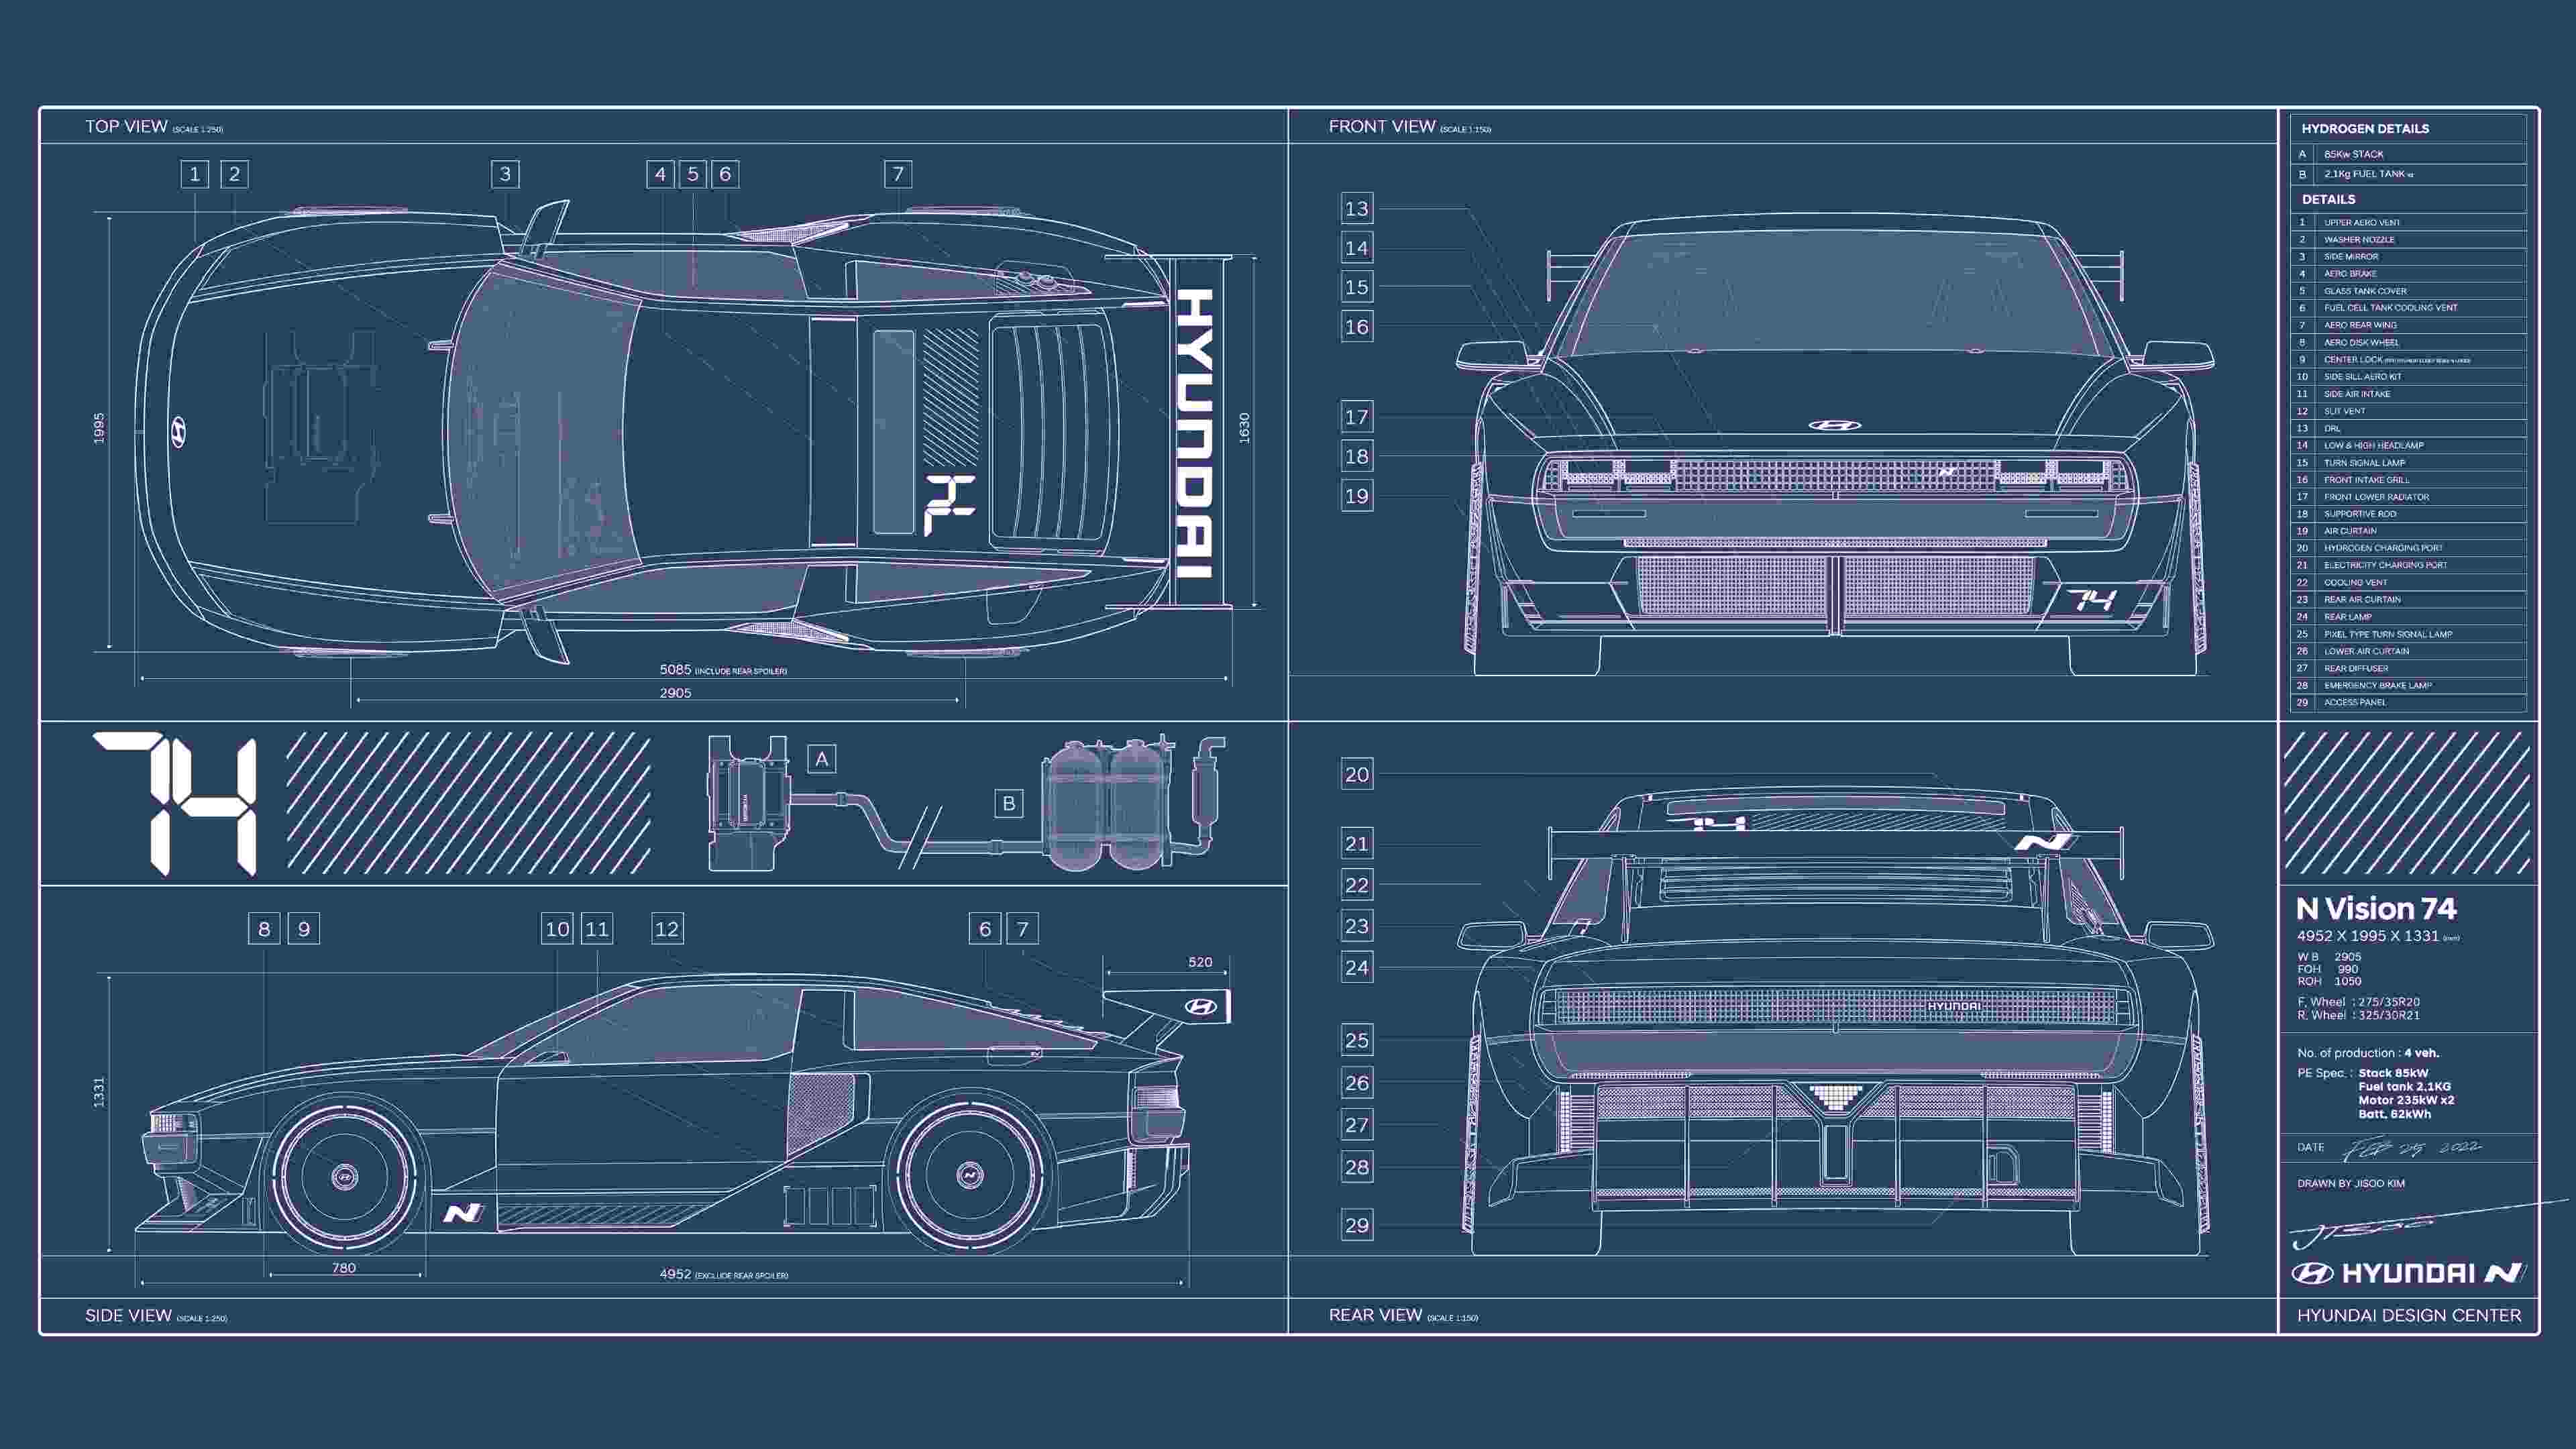 TOP VIEW (SCALE 1:250)
1 2 3 4 5 6 7
1995
HYUNDAI
74
1630
5085 (INCLUDE REAR SPOILER)
2905
74
A
B
8 9 10 11 12 6 7
520
1331
N
780
4952 (EXCLUDE REAR SPOILER)
SIDE VIEW (SCALE 1:250)
FRONT VIEW (SCALE 1:150)
13
14
15
16
17
18
19
N
74
20
21
22
23
24
25
26
27
28
29
74
N
HYUNDAI
REAR VIEW (SCALE 1:150)
HYDROGEN DETAILS
A 85Kw STACK
B 2.1Kg FUEL TANK
DETAILS
1 UPPER AERO VENT
2 WASHER NOZZLE
3 SIDE MIRROR
4 AERO BRAKE
5 GLASS TANK COVER
6 FUEL CELL TANK COOLING VENT
7 AERO REAR WING
8 AERO DISK WHEEL
9 CENTER LOCK
10 SIDE SILL AERO KIT
11 SIDE AIR INTAKE
12 SLIT VENT
13 DRL
14 LOW & HIGH HEADLAMP
15 TURN SIGNAL LAMP
16 FRONT INTAKE GRILL
17 FRONT LOWER RADIATOR
18 SUPPORTIVE ROD
19 AIR CURTAIN
20 HYDROGEN CHARGING PORT
21 ELECTRICITY CHARGING PORT
22 COOLING VENT
23 REAR AIR CURTAIN
24 REAR LAMP
25 PIXEL TYPE TURN SIGNAL LAMP
26 LOWER AIR CURTAIN
27 REAR DIFFUSER
28 EMERGENCY BRAKE LAMP
29 ACCESS PANEL
N Vision 74
4952 X 1995 X 1331 (mm)
W B 2905
FOH 990
ROH 1050
F. Wheel : 275/35R20
R. Wheel : 325/30R21
No. of production : 4 veh.
PE Spec. : Stack 85kW
Fuel tank 2.1KG
Motor 235kW x2
Batt. 62kWh
DATE FEB 25 2022
DRAWN BY JISOO KIM
JISOO
HYUNDAI N
HYUNDAI DESIGN CENTER